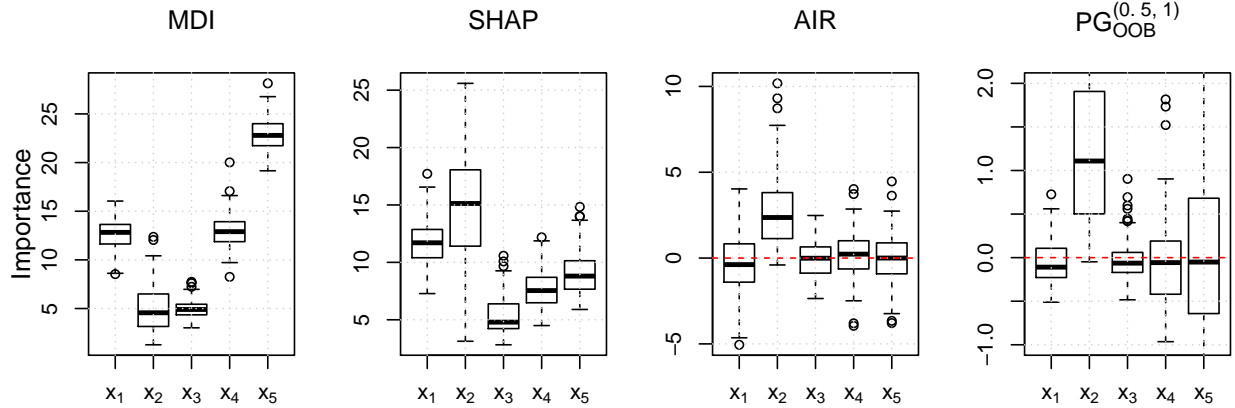 MDI
SHAP
AIR
PG_OOB^(0. 5, 1)
Importance
5 10 15 20 25
x₁ x₂ x₃ x₄ x₅
5 10 15 20 25
x₁ x₂ x₃ x₄ x₅
−5 0 5 10
x₁ x₂ x₃ x₄ x₅
−1.0 0.0 1.0 2.0
x₁ x₂ x₃ x₄ x₅